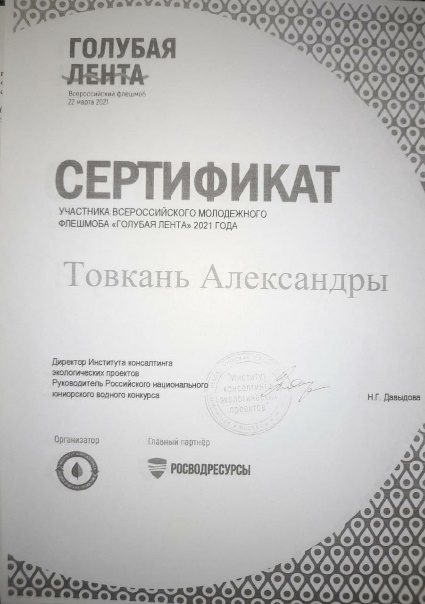 ГОЛУБАЯ
ЛЕНТА
Всероссийский флешмоб
22 марта 2021
СЕРТИФИКАТ
УЧАСТНИКА ВСЕРОССИЙСКОГО МОЛОДЕЖНОГО
ФЛЕШМОБА «ГОЛУБАЯ ЛЕНТА» 2021 ГОДА
Товкань Александры
Директор Института консалтинга
экологических проектов
Руководитель Российского национального
юниорского водного конкурса
ИНСТИТУТ
КОНСАЛТИНГА
ЭКОЛОГИЧЕСКИХ
ПРОЕКТОВ
Н.Г. Давыдова
Организатор
Главный партнёр
РОСВОДРЕСУРСЫ